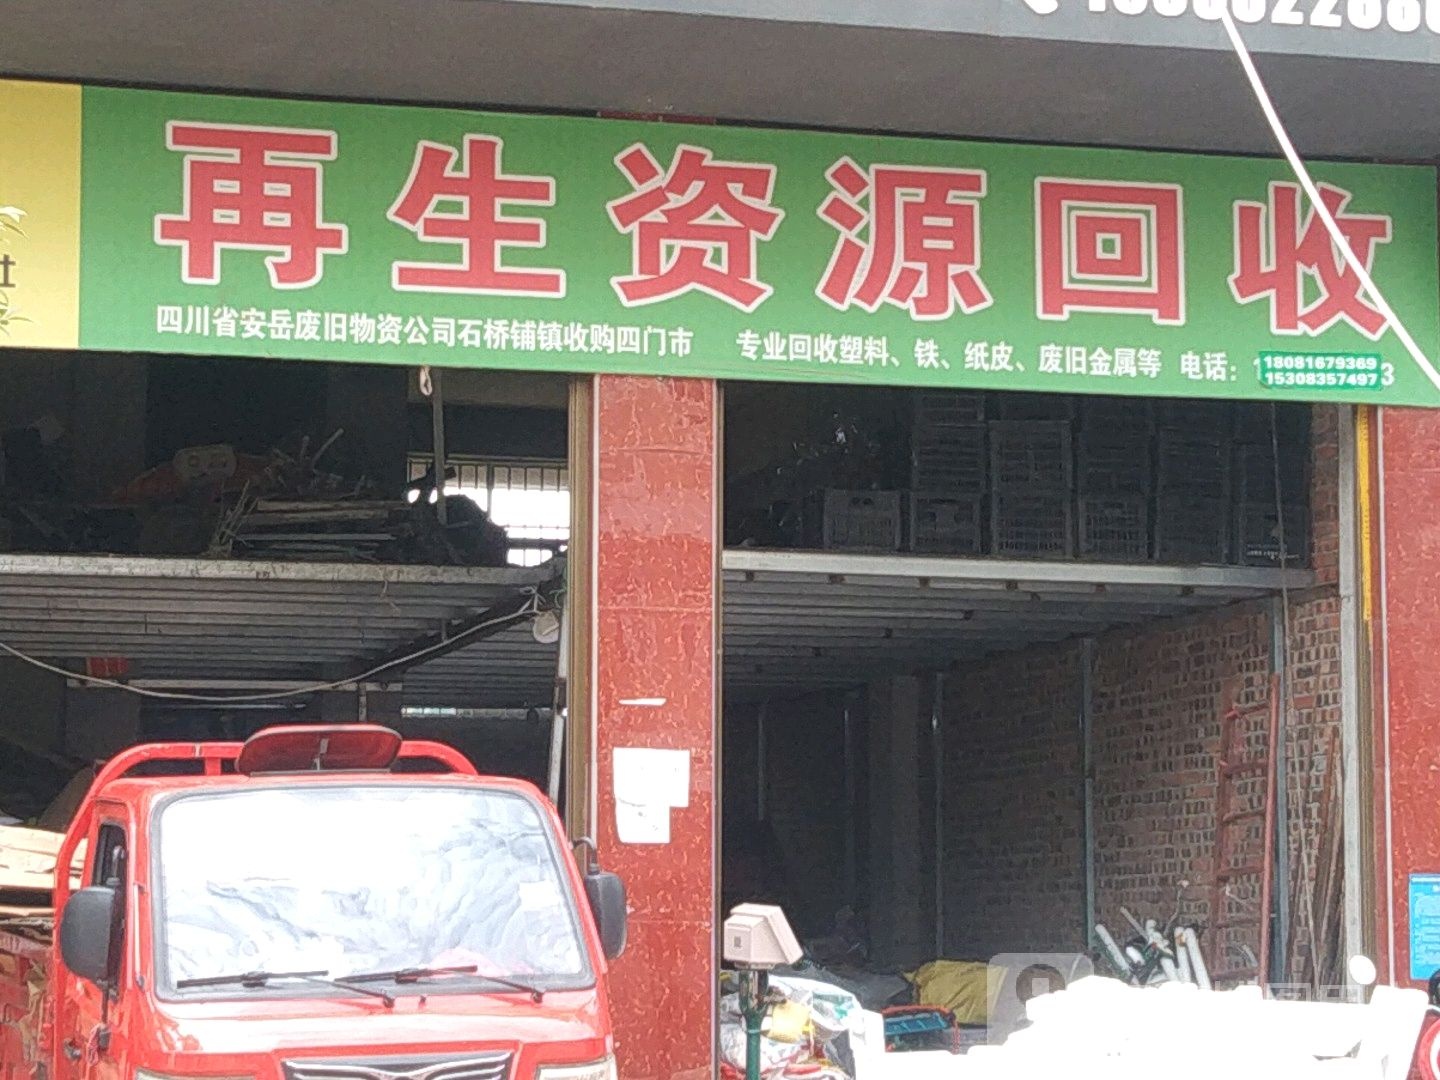 再生资源回收
四川省安岳废旧物资公司石桥铺镇收购四门市 专业回收塑料、铁、纸皮、废旧金属等 电话：
18081679369
15308357497